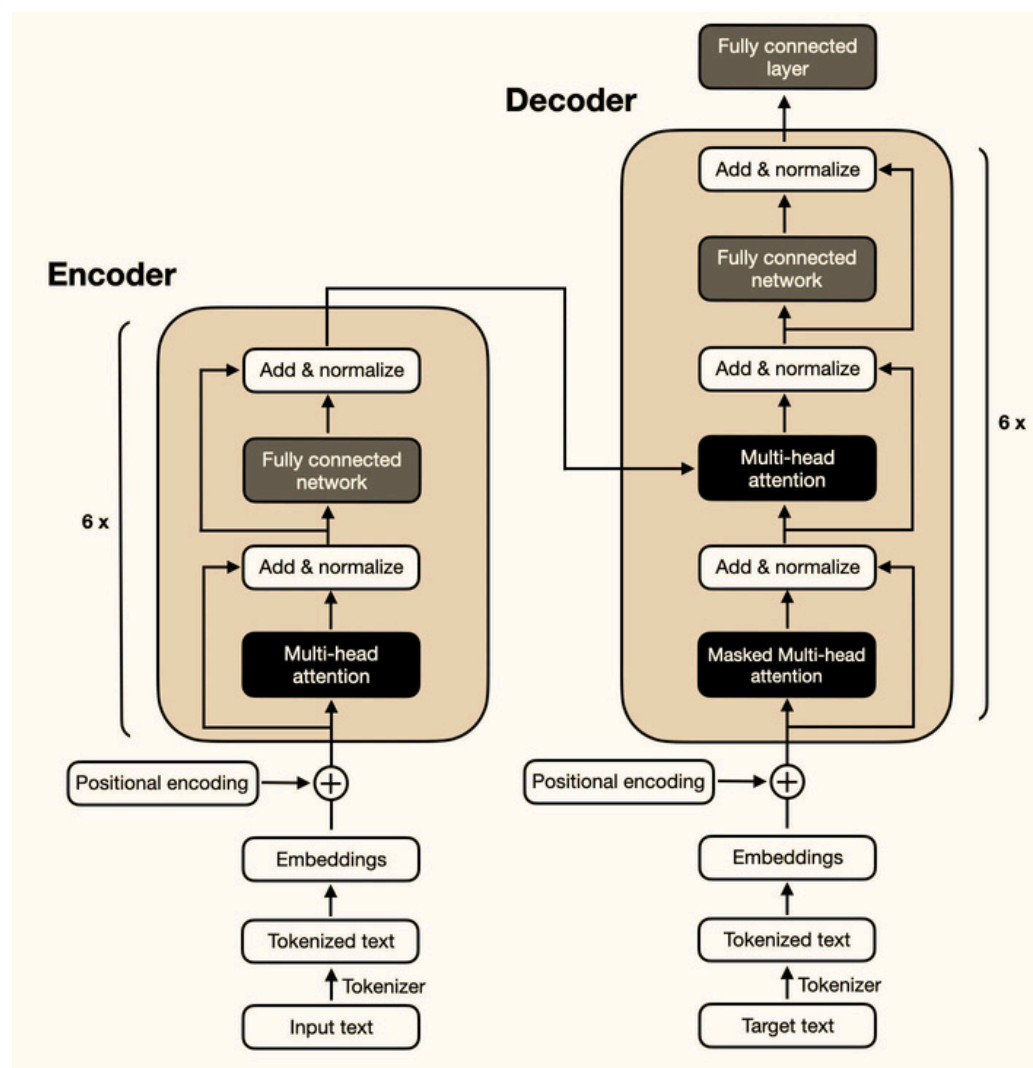 Encoder
6 x
Add & normalize
Fully connected
network
Add & normalize
Multi-head
attention
Positional encoding
+
Embeddings
Tokenized text
Tokenizer
Input text
Decoder
Fully connected
layer
Add & normalize
Fully connected
network
Add & normalize
6 x
Multi-head
attention
Add & normalize
Masked Multi-head
attention
Positional encoding
+
Embeddings
Tokenized text
Tokenizer
Target text